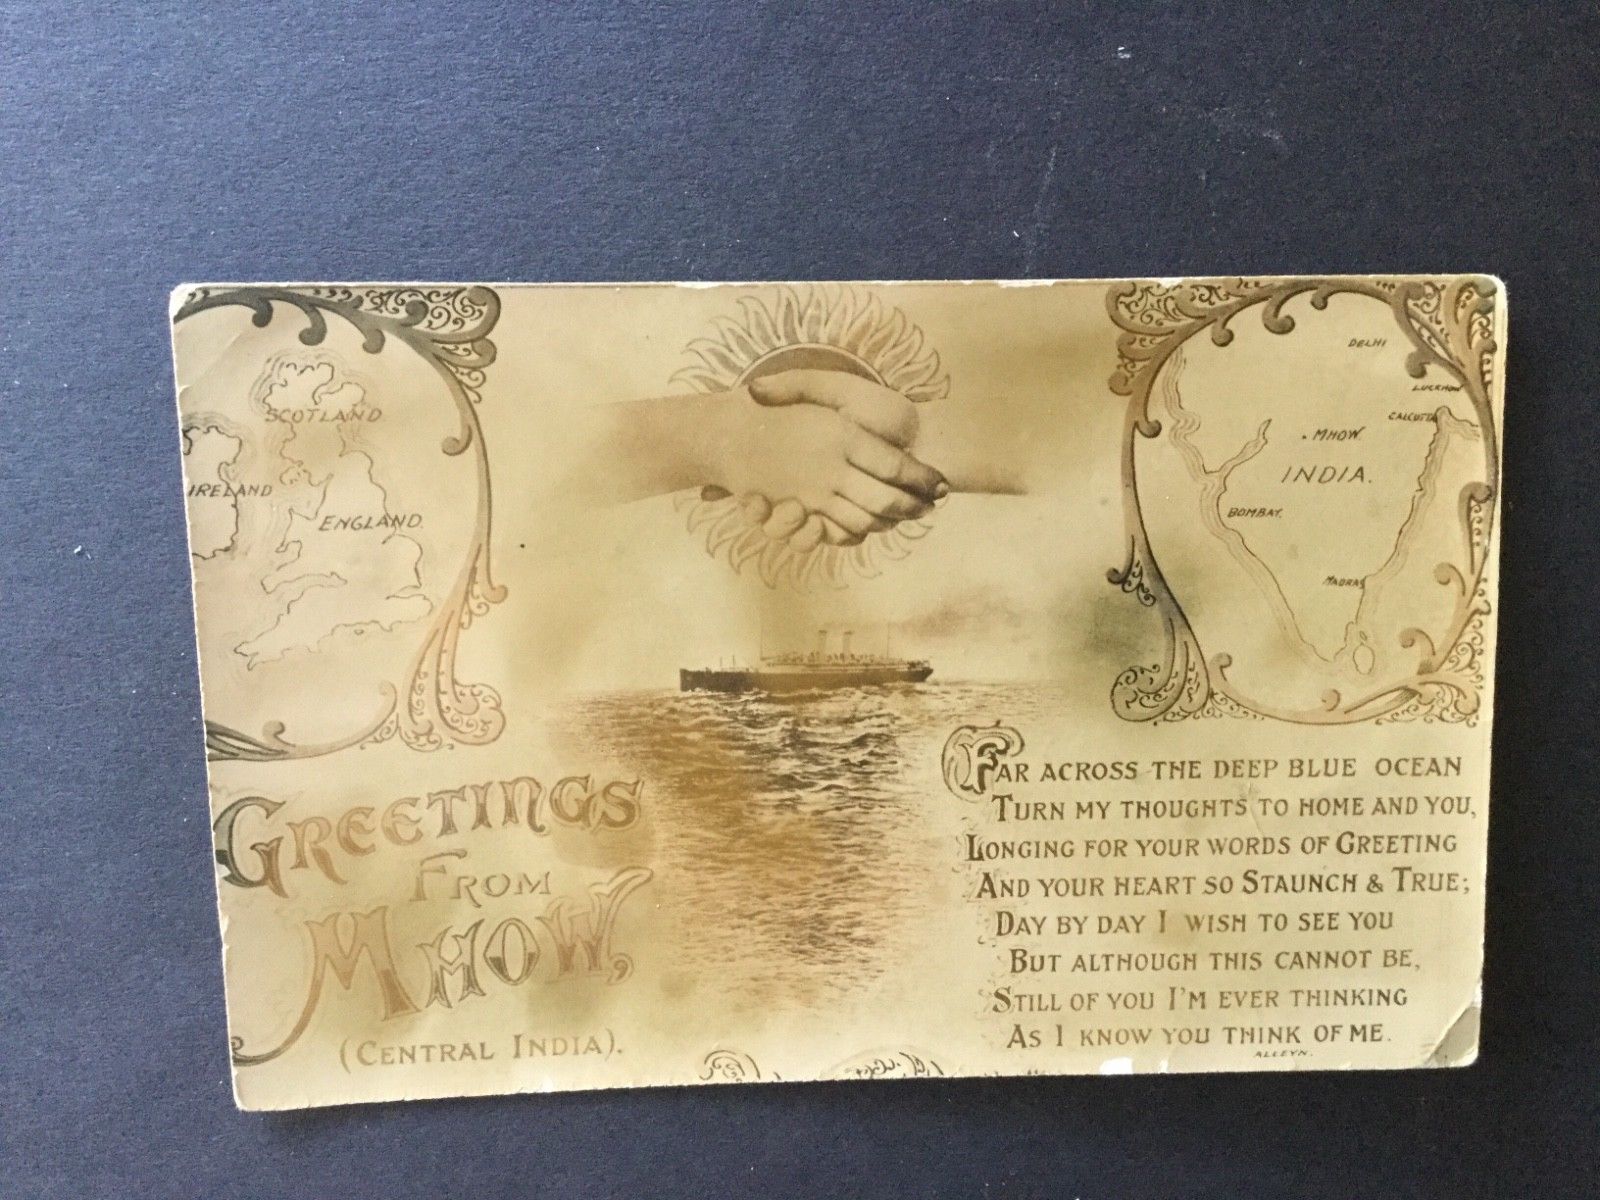 SCOTLAND
IRELAND
ENGLAND.
DELHI
LUCKNOW
CALCUTTA
. MHOW.
INDIA.
BOMBAY.
MADRAS
GREETINGS
FROM
MHOW,
(CENTRAL INDIA).
FAR ACROSS THE DEEP BLUE OCEAN
TURN MY THOUGHTS TO HOME AND YOU,
LONGING FOR YOUR WORDS OF GREETING
AND YOUR HEART SO STAUNCH & TRUE;
DAY BY DAY I WISH TO SEE YOU
BUT ALTHOUGH THIS CANNOT BE,
STILL OF YOU I'M EVER THINKING
AS I KNOW YOU THINK OF ME.
ALLEYN.